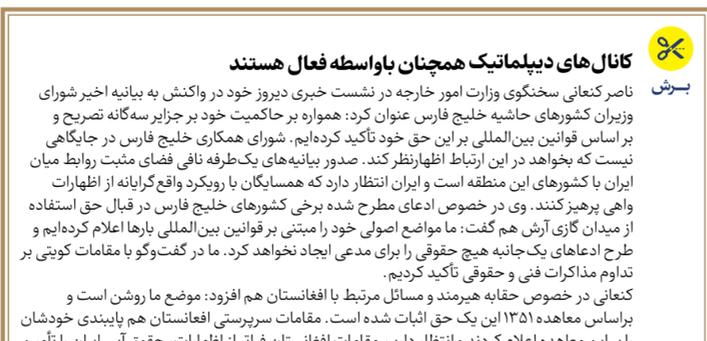 کانال‌های دیپلماتیک همچنان باواسطه فعال هستند
برش
ناصر کنعانی سخنگوی وزارت امور خارجه در نشست خبری دیروز خود در واکنش به بیانیه اخیر شورای
وزیران کشورهای حاشیه خلیج فارس عنوان کرد: همواره بر حاکمیت خود بر جزایر سه‌گانه تصریح و
بر اساس قوانین بین‌المللی بر این حق خود تأکید کرده‌ایم. شورای همکاری خلیج فارس در جایگاهی
نیست که بخواهد در این ارتباط اظهارنظر کند. صدور بیانیه‌های یک‌طرفه نافی فضای مثبت روابط میان
ایران با کشورهای این منطقه است و ایران انتظار دارد که همسایگان با رویکرد واقع‌گرایانه از اظهارات
واهی پرهیز کنند. وی در خصوص ادعای مطرح شده برخی کشورهای خلیج فارس در قبال حق استفاده
از میدان گازی آرش هم گفت: ما مواضع اصولی خود را مبتنی بر قوانین بین‌المللی بارها اعلام کرده‌ایم و
طرح ادعاهای یک‌جانبه هیچ حقوقی را برای مدعی ایجاد نخواهد کرد. ما در گفت‌وگو با مقامات کویتی بر
تداوم مذاکرات فنی و حقوقی تأکید کردیم.
کنعانی در خصوص حقابه هیرمند و مسائل مرتبط با افغانستان هم افزود: موضع ما روشن است و
براساس معاهده ۱۳۵۱ این یک حق اثبات شده است. مقامات سرپرستی افغانستان هم پایبندی خودشان